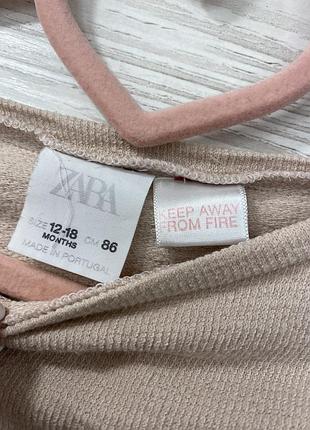 ZARA
SIZE 12-18 MONTHS CM 86
MADE IN PORTUGAL
KEEP AWAY
FROM FIRE